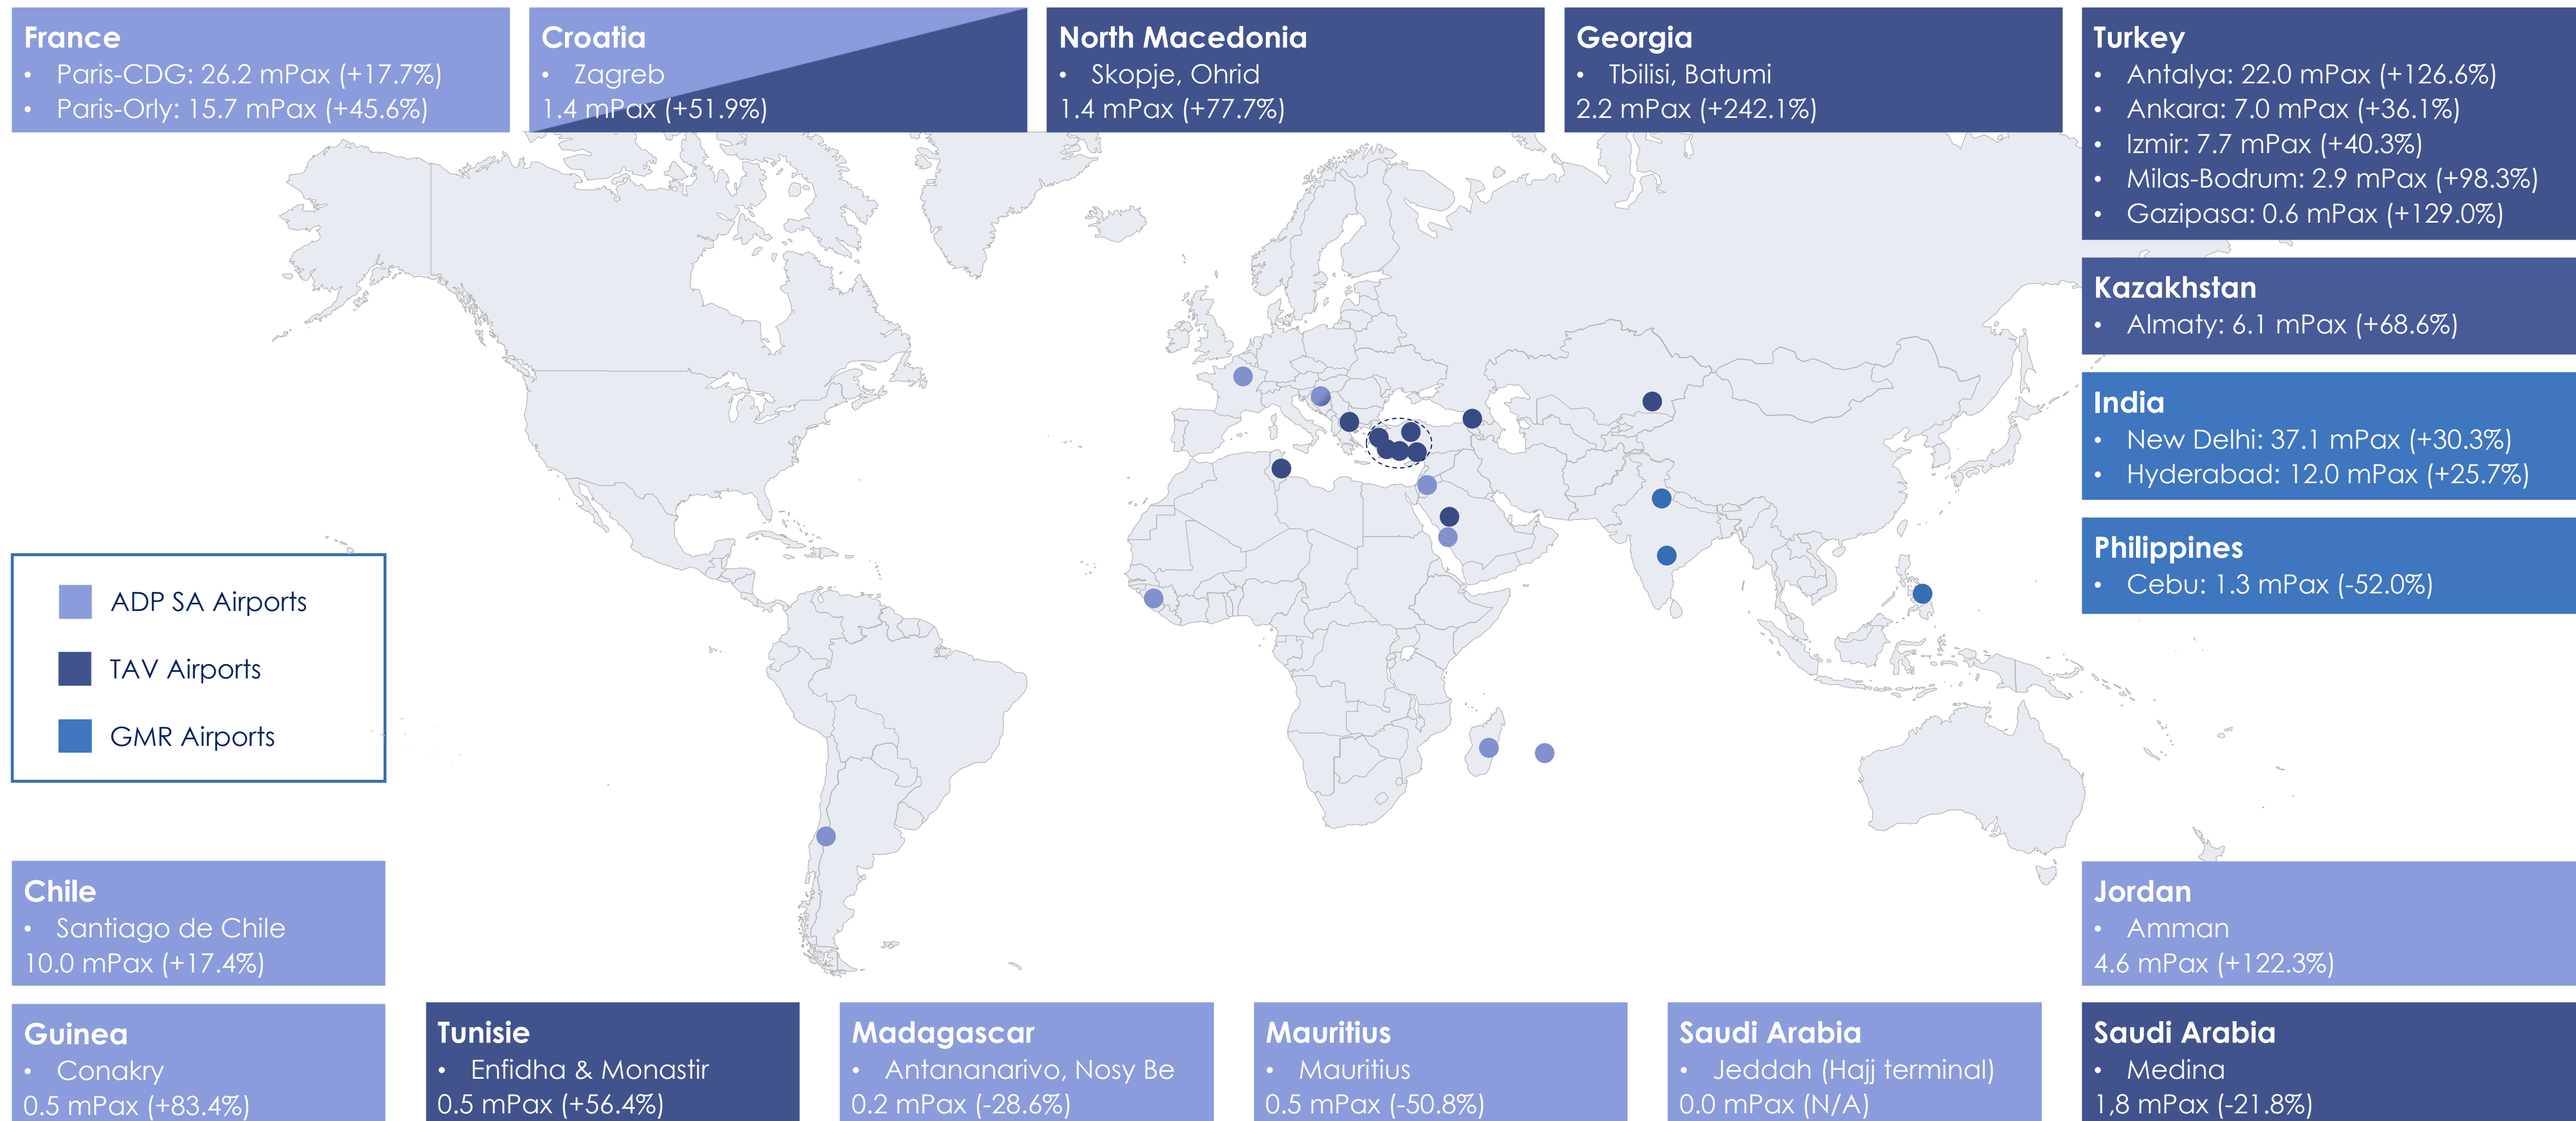 France
• Paris-CDG: 26.2 mPax (+17.7%)
• Paris-Orly: 15.7 mPax (+45.6%)
Croatia
• Zagreb
1.4 mPax (+51.9%)
North Macedonia
• Skopje, Ohrid
1.4 mPax (+77.7%)
Georgia
• Tbilisi, Batumi
2.2 mPax (+242.1%)
Turkey
• Antalya: 22.0 mPax (+126.6%)
• Ankara: 7.0 mPax (+36.1%)
• Izmir: 7.7 mPax (+40.3%)
• Milas-Bodrum: 2.9 mPax (+98.3%)
• Gazipasa: 0.6 mPax (+129.0%)
Kazakhstan
• Almaty: 6.1 mPax (+68.6%)
India
• New Delhi: 37.1 mPax (+30.3%)
• Hyderabad: 12.0 mPax (+25.7%)
Philippines
• Cebu: 1.3 mPax (-52.0%)
ADP SA Airports
TAV Airports
GMR Airports
Chile
• Santiago de Chile
10.0 mPax (+17.4%)
Jordan
• Amman
4.6 mPax (+122.3%)
Guinea
• Conakry
0.5 mPax (+83.4%)
Tunisie
• Enfidha & Monastir
0.5 mPax (+56.4%)
Madagascar
• Antananarivo, Nosy Be
0.2 mPax (-28.6%)
Mauritius
• Mauritius
0.5 mPax (-50.8%)
Saudi Arabia
• Jeddah (Hajj terminal)
0.0 mPax (N/A)
Saudi Arabia
• Medina
1,8 mPax (-21.8%)